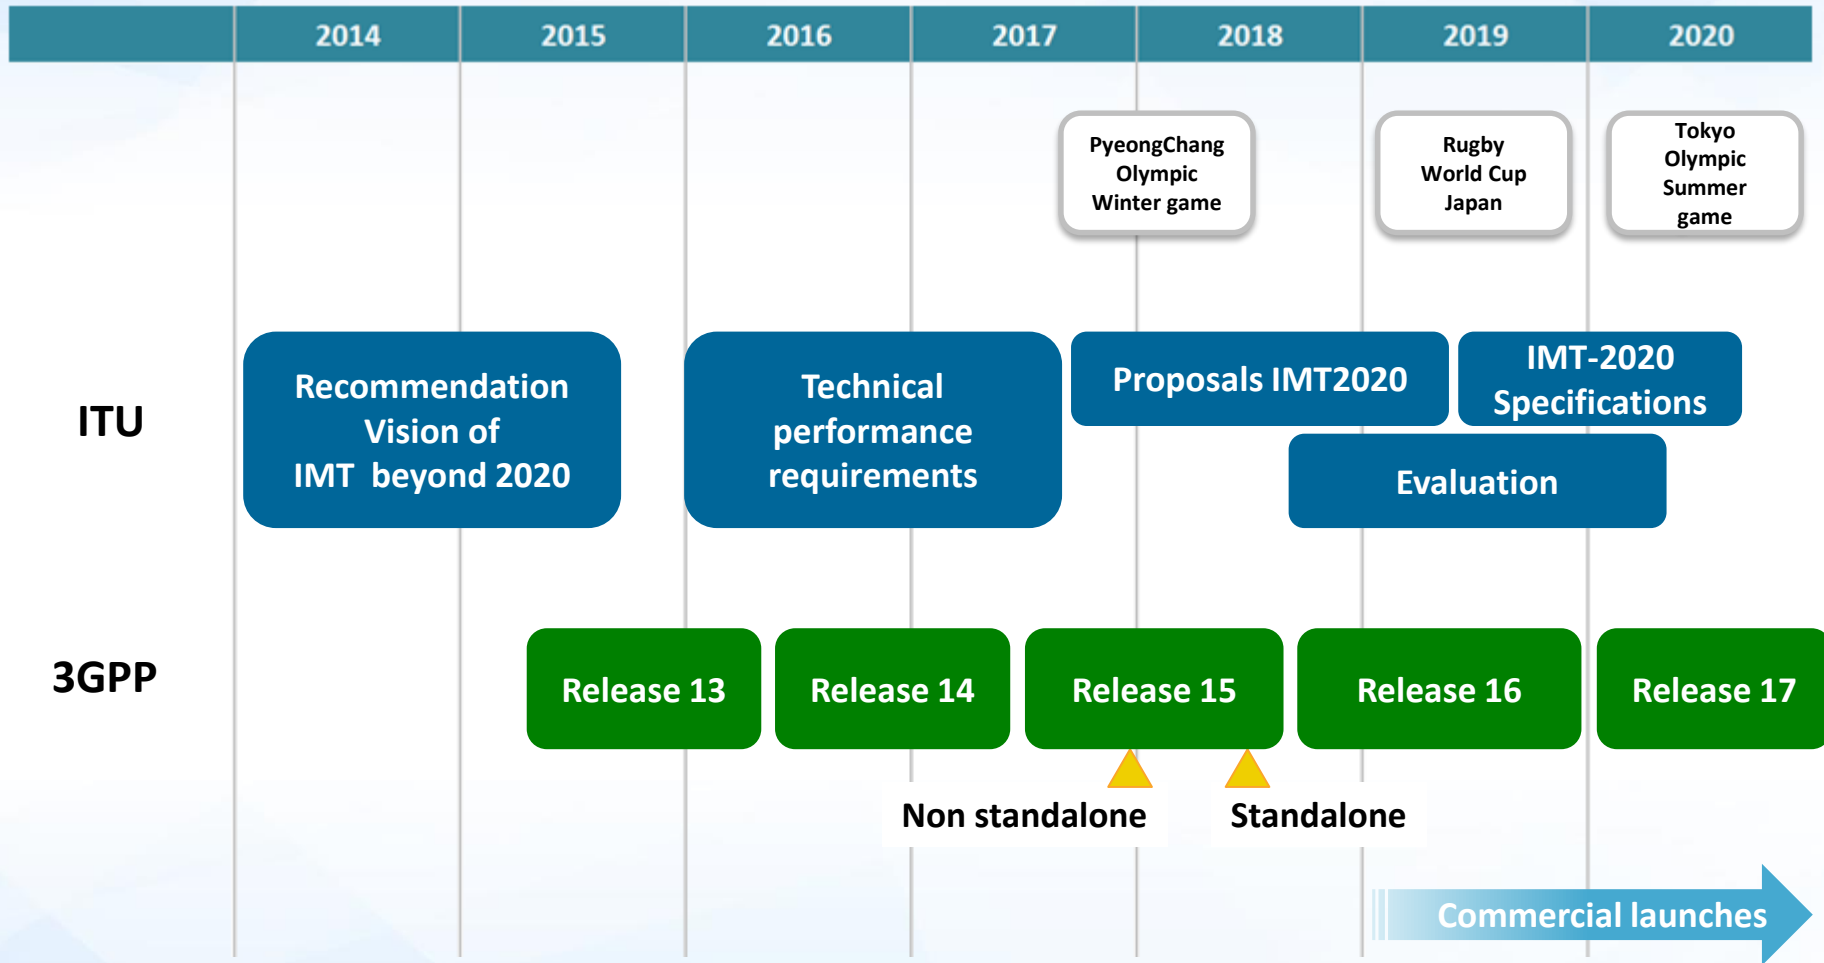 2014 2015 2016 2017 2018 2019 2020
PyeongChang
Olympic
Winter game
Rugby
World Cup
Japan
Tokyo
Olympic
Summer
game
ITU
Recommendation
Vision of
IMT beyond 2020
Technical
performance
requirements
Proposals IMT2020
IMT-2020
Specifications
Evaluation
3GPP
Release 13
Release 14
Release 15
Release 16
Release 17
Non standalone
Standalone
Commercial launches